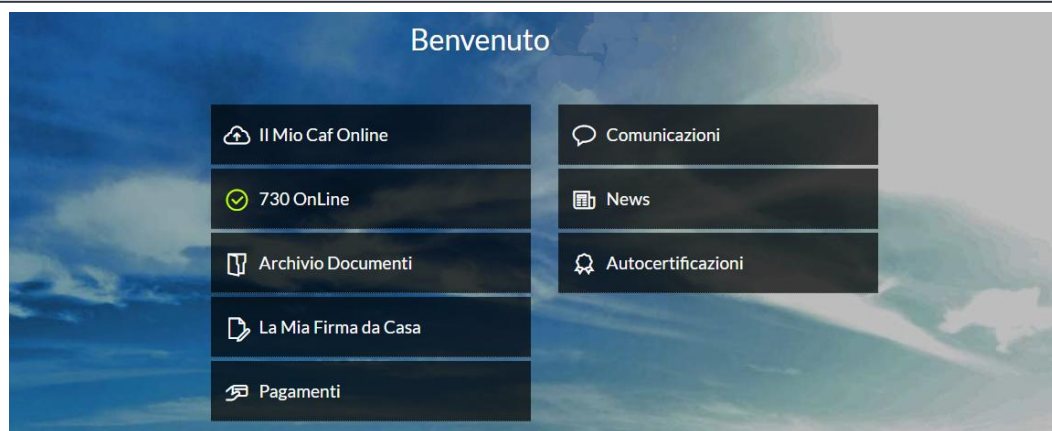 Benvenuto
Il Mio Caf Online
730 OnLine
Archivio Documenti
La Mia Firma da Casa
Pagamenti
Comunicazioni
News
Autocertificazioni